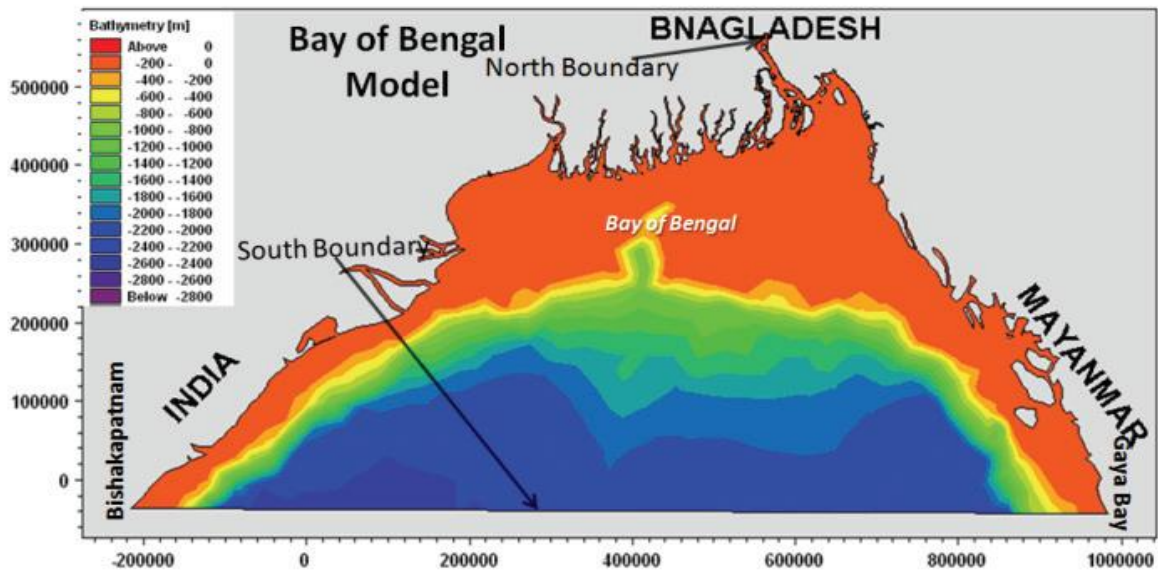 Bathymetry [m]
Above 0
-200 - 0
-400 - -200
-600 - -400
-800 - -600
-1000 - -800
-1200 - -1000
-1400 - -1200
-1600 - -1400
-1800 - -1600
-2000 - -1800
-2200 - -2000
-2400 - -2200
-2600 - -2400
-2800 - -2600
Below -2800
Bay of Bengal
Model
BNAGLADESH
North Boundary
Bay of Bengal
South Boundary
INDIA
Bishakapatnam
MAYANMAR
Gaya Bay
500000
400000
300000
200000
100000
0
-200000 0 200000 400000 600000 800000 1000000